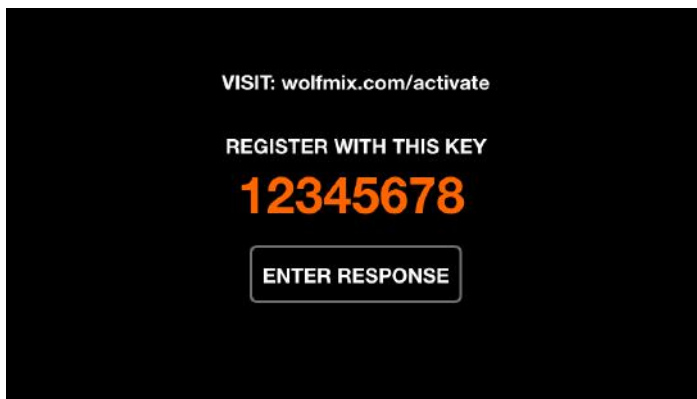 VISIT: wolfmix.com/activate
REGISTER WITH THIS KEY
12345678
ENTER RESPONSE